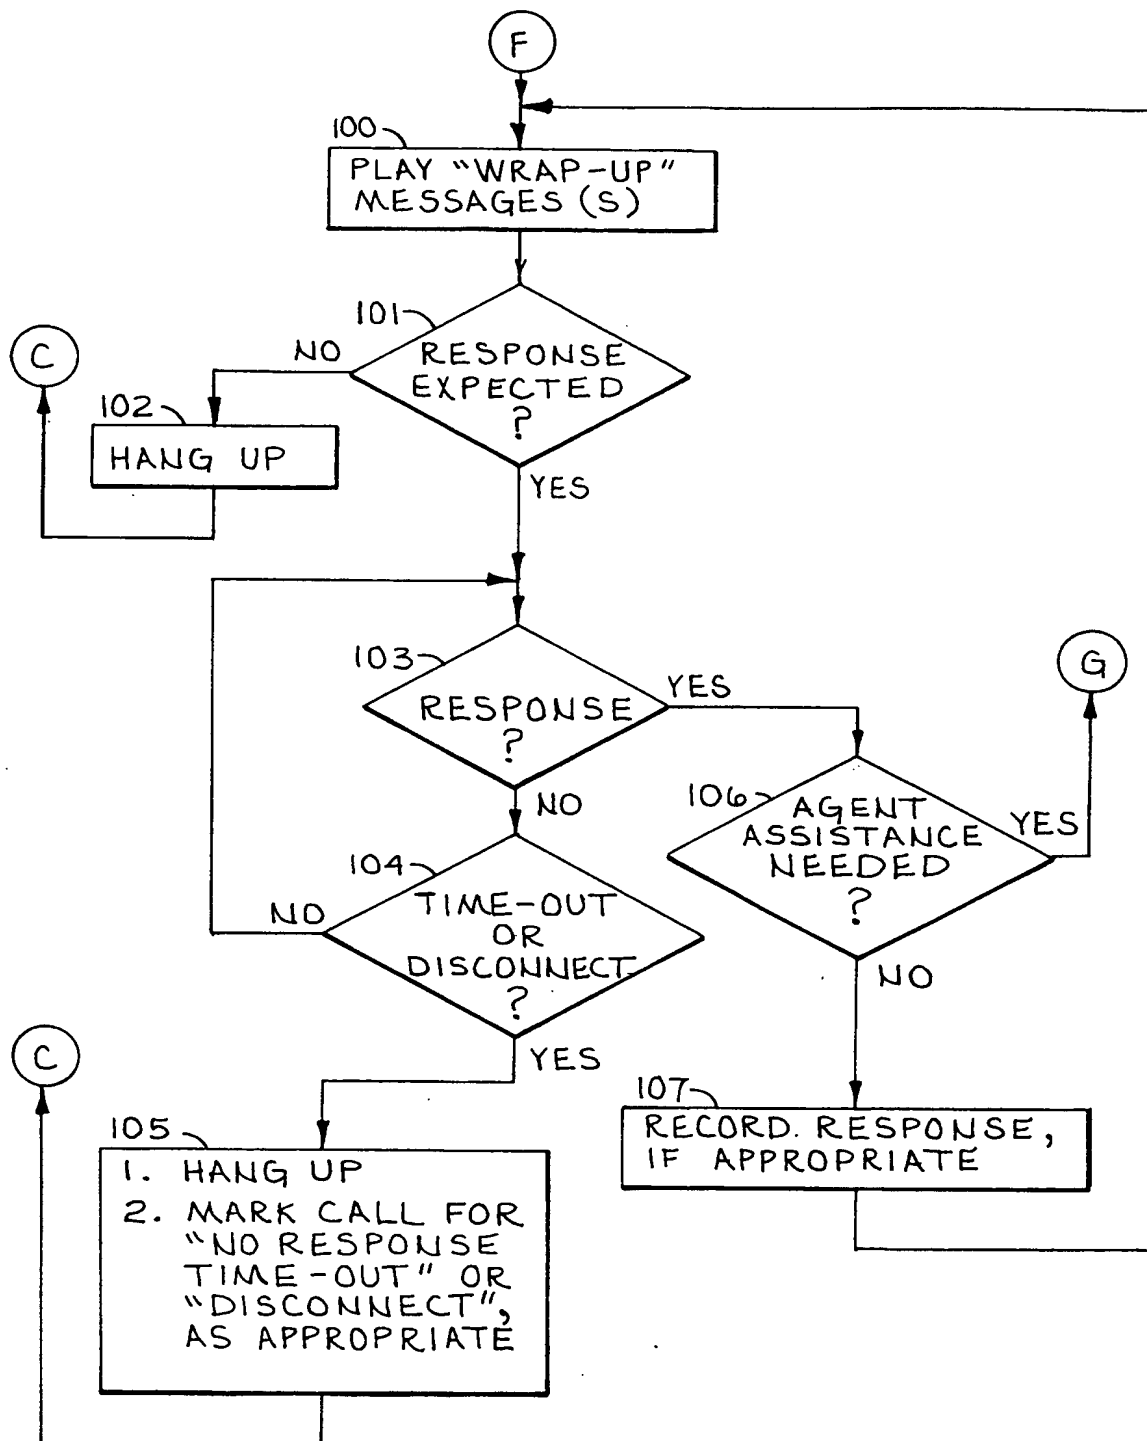 F
100
PLAY "WRAP-UP"
MESSAGES (S)
101
RESPONSE
EXPECTED
?
NO
C
102
HANG UP
YES
103
RESPONSE
?
YES
G
NO
106
AGENT
ASSISTANCE
NEEDED
?
YES
104
TIME-OUT
OR
DISCONNECT
?
NO
NO
YES
C
107
RECORD. RESPONSE,
IF APPROPRIATE
105
1. HANG UP
2. MARK CALL FOR
"NO RESPONSE
TIME-OUT" OR
"DISCONNECT",
AS APPROPRIATE